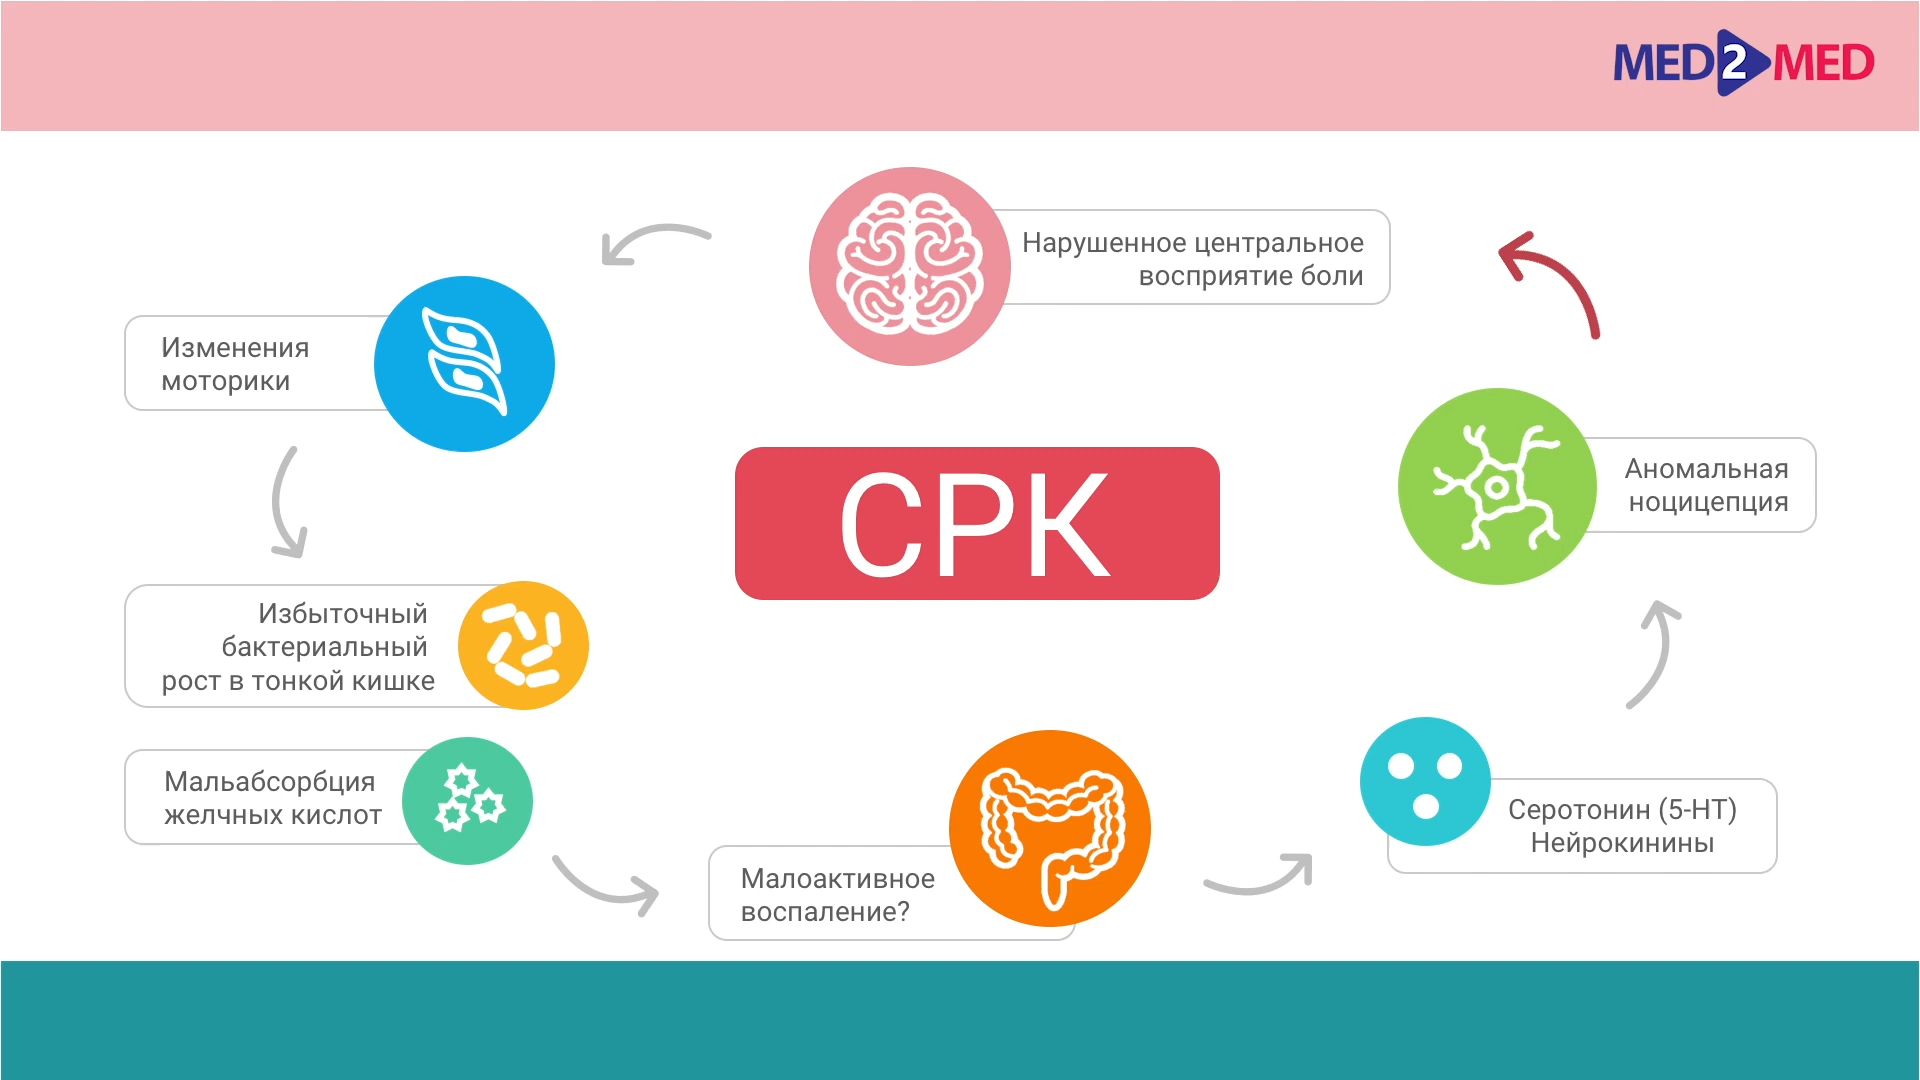 MED2MED
Нарушенное центральное
восприятие боли
Изменения
моторики
СРК
Аномальная
ноцицепция
Избыточный
бактериальный
рост в тонкой кишке
Мальабсорбция
желчных кислот
Малоактивное
воспаление?
Серотонин (5-НТ)
Нейрокинины